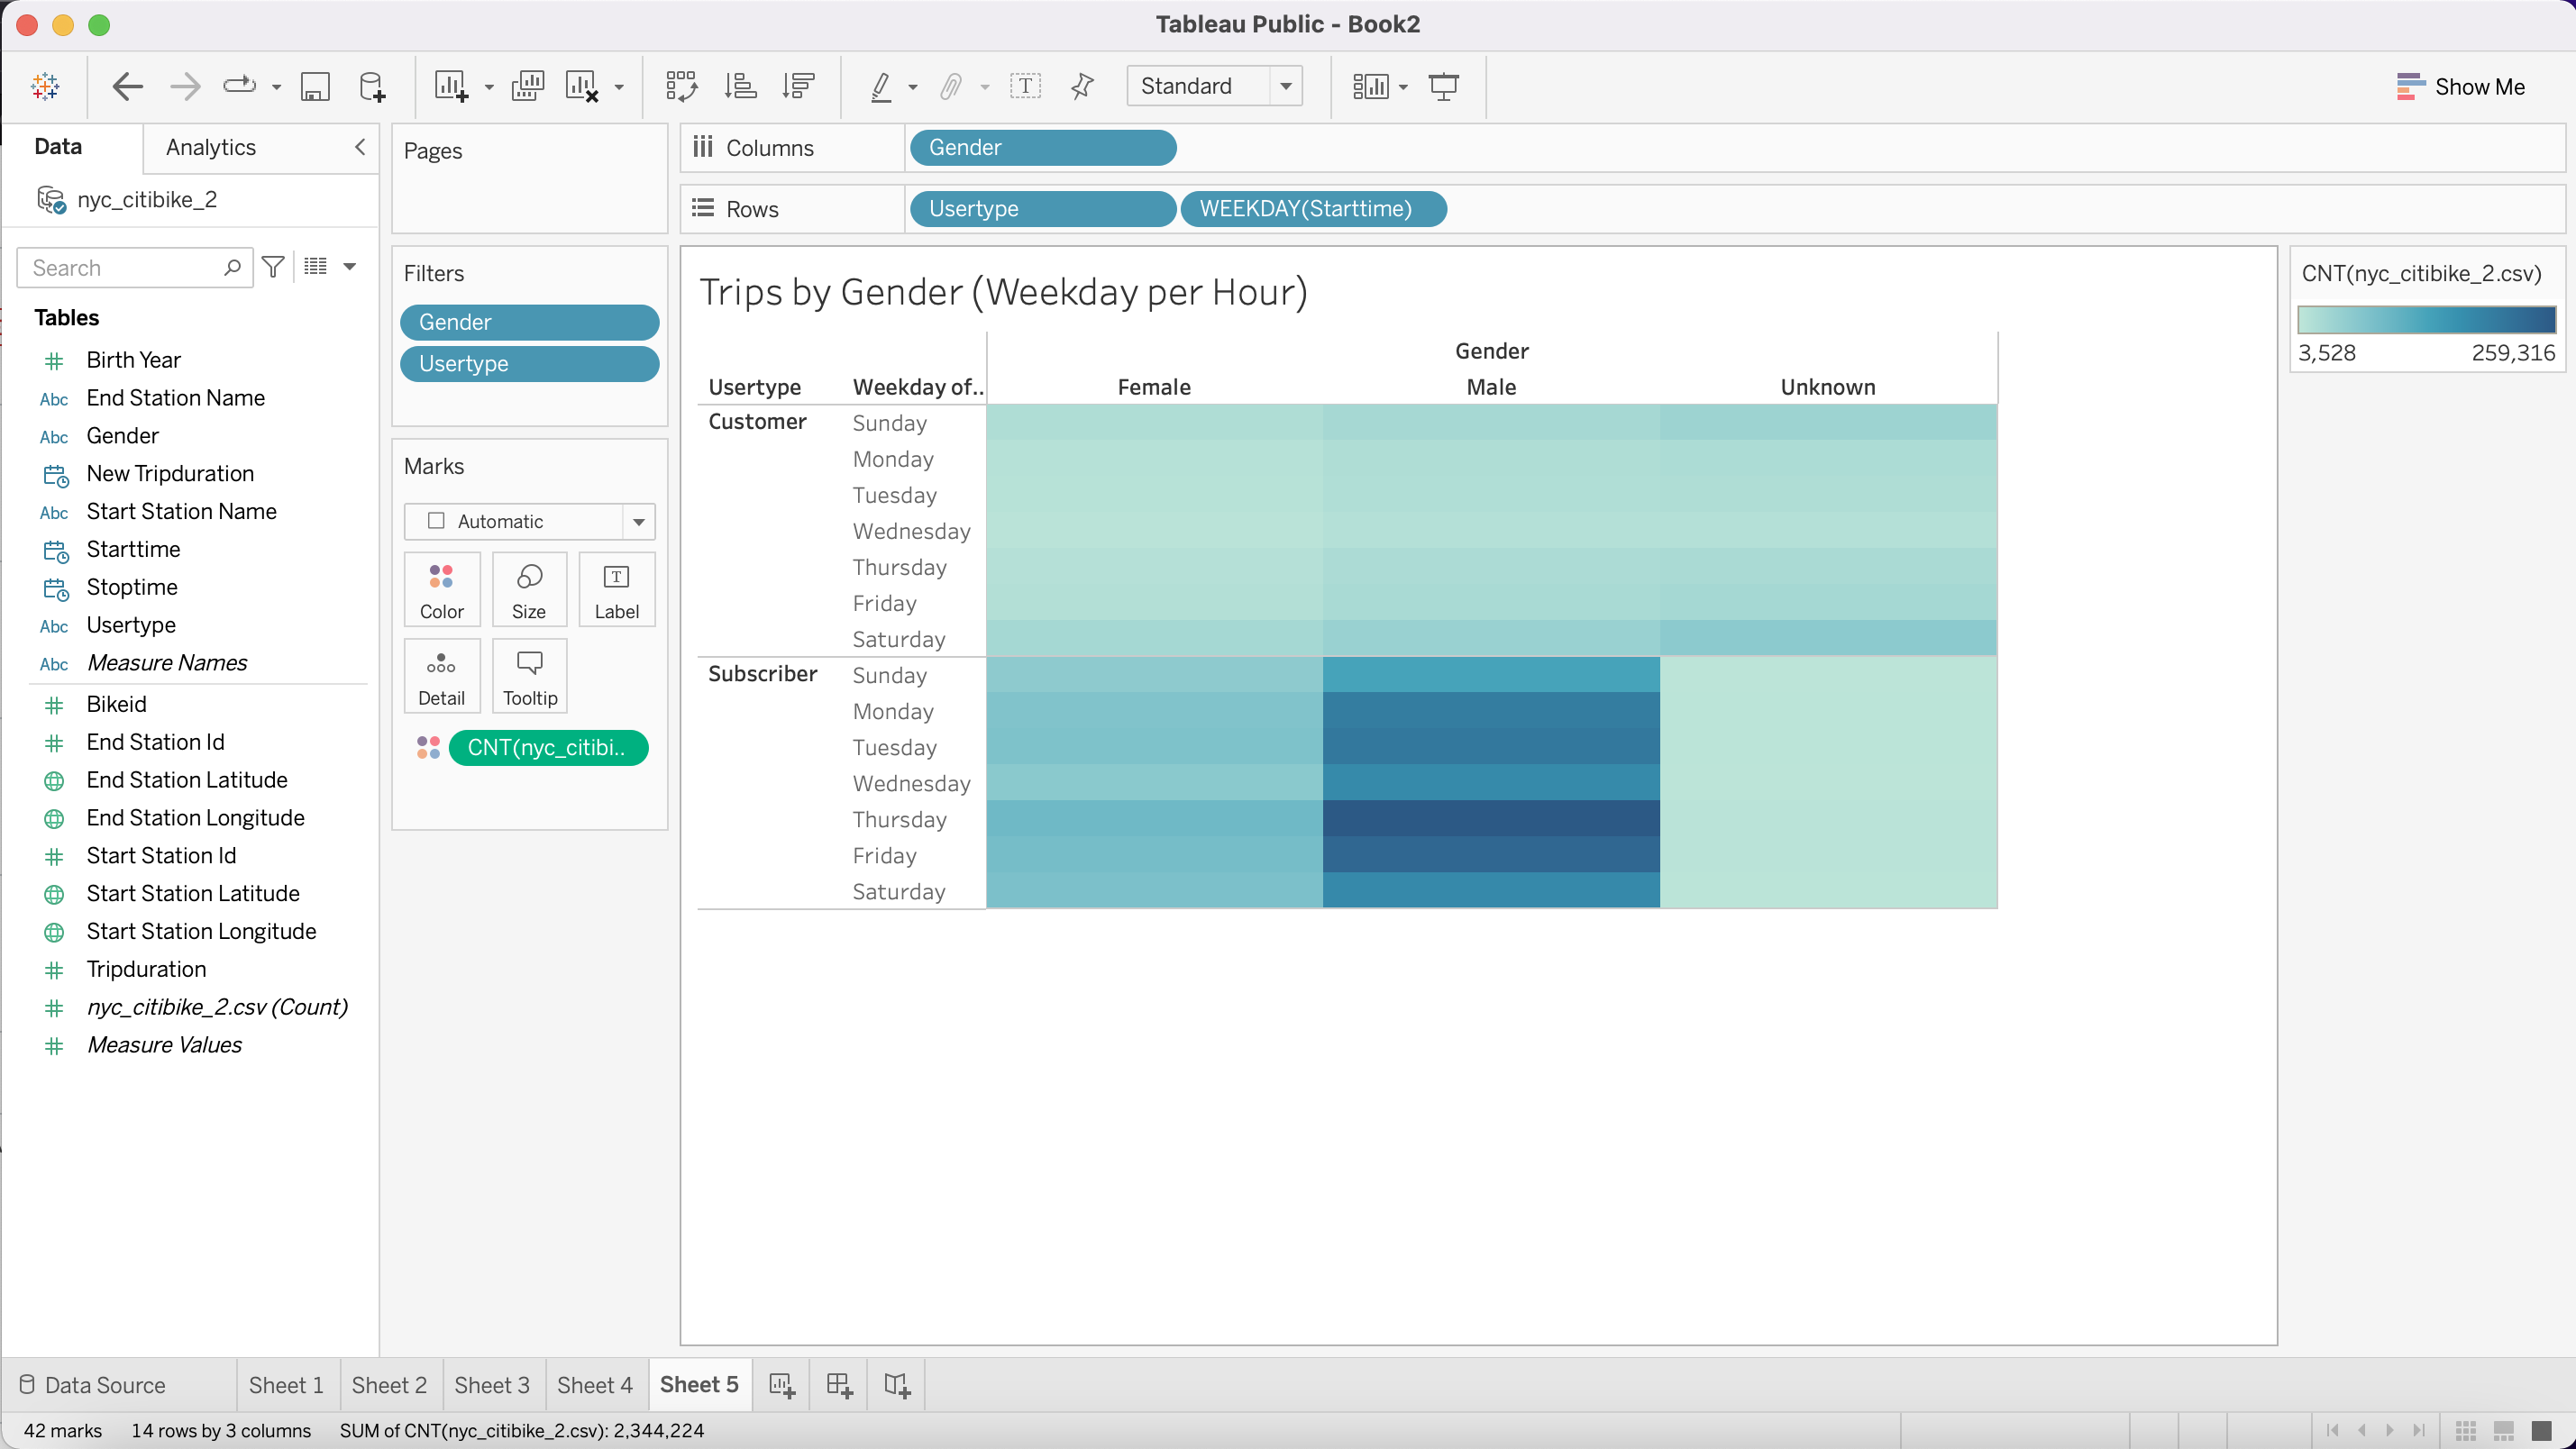 Tableau Public - Book2
Standard
Show Me
Data
Analytics
nyc_citibike_2
Search
Tables
# Birth Year
Abc End Station Name
Abc Gender
New Tripduration
Abc Start Station Name
Starttime
Stoptime
Abc Usertype
Abc Measure Names
# Bikeid
# End Station Id
End Station Latitude
End Station Longitude
# Start Station Id
Start Station Latitude
Start Station Longitude
# Tripduration
# nyc_citibike_2.csv (Count)
# Measure Values
Pages
Filters
Gender
Usertype
Marks
Automatic
Color
Size
T
Label
Detail
Tooltip
CNT(nyc_citibi..
Columns
Gender
Rows
Usertype
WEEKDAY(Starttime)
Trips by Gender (Weekday per Hour)
Gender
Usertype Weekday of.. Female Male Unknown
Customer Sunday
Monday
Tuesday
Wednesday
Thursday
Friday
Saturday
Subscriber Sunday
Monday
Tuesday
Wednesday
Thursday
Friday
Saturday
CNT(nyc_citibike_2.csv)
3,528 259,316
Data Source
Sheet 1
Sheet 2
Sheet 3
Sheet 4
Sheet 5
42 marks 14 rows by 3 columns SUM of CNT(nyc_citibike_2.csv): 2,344,224